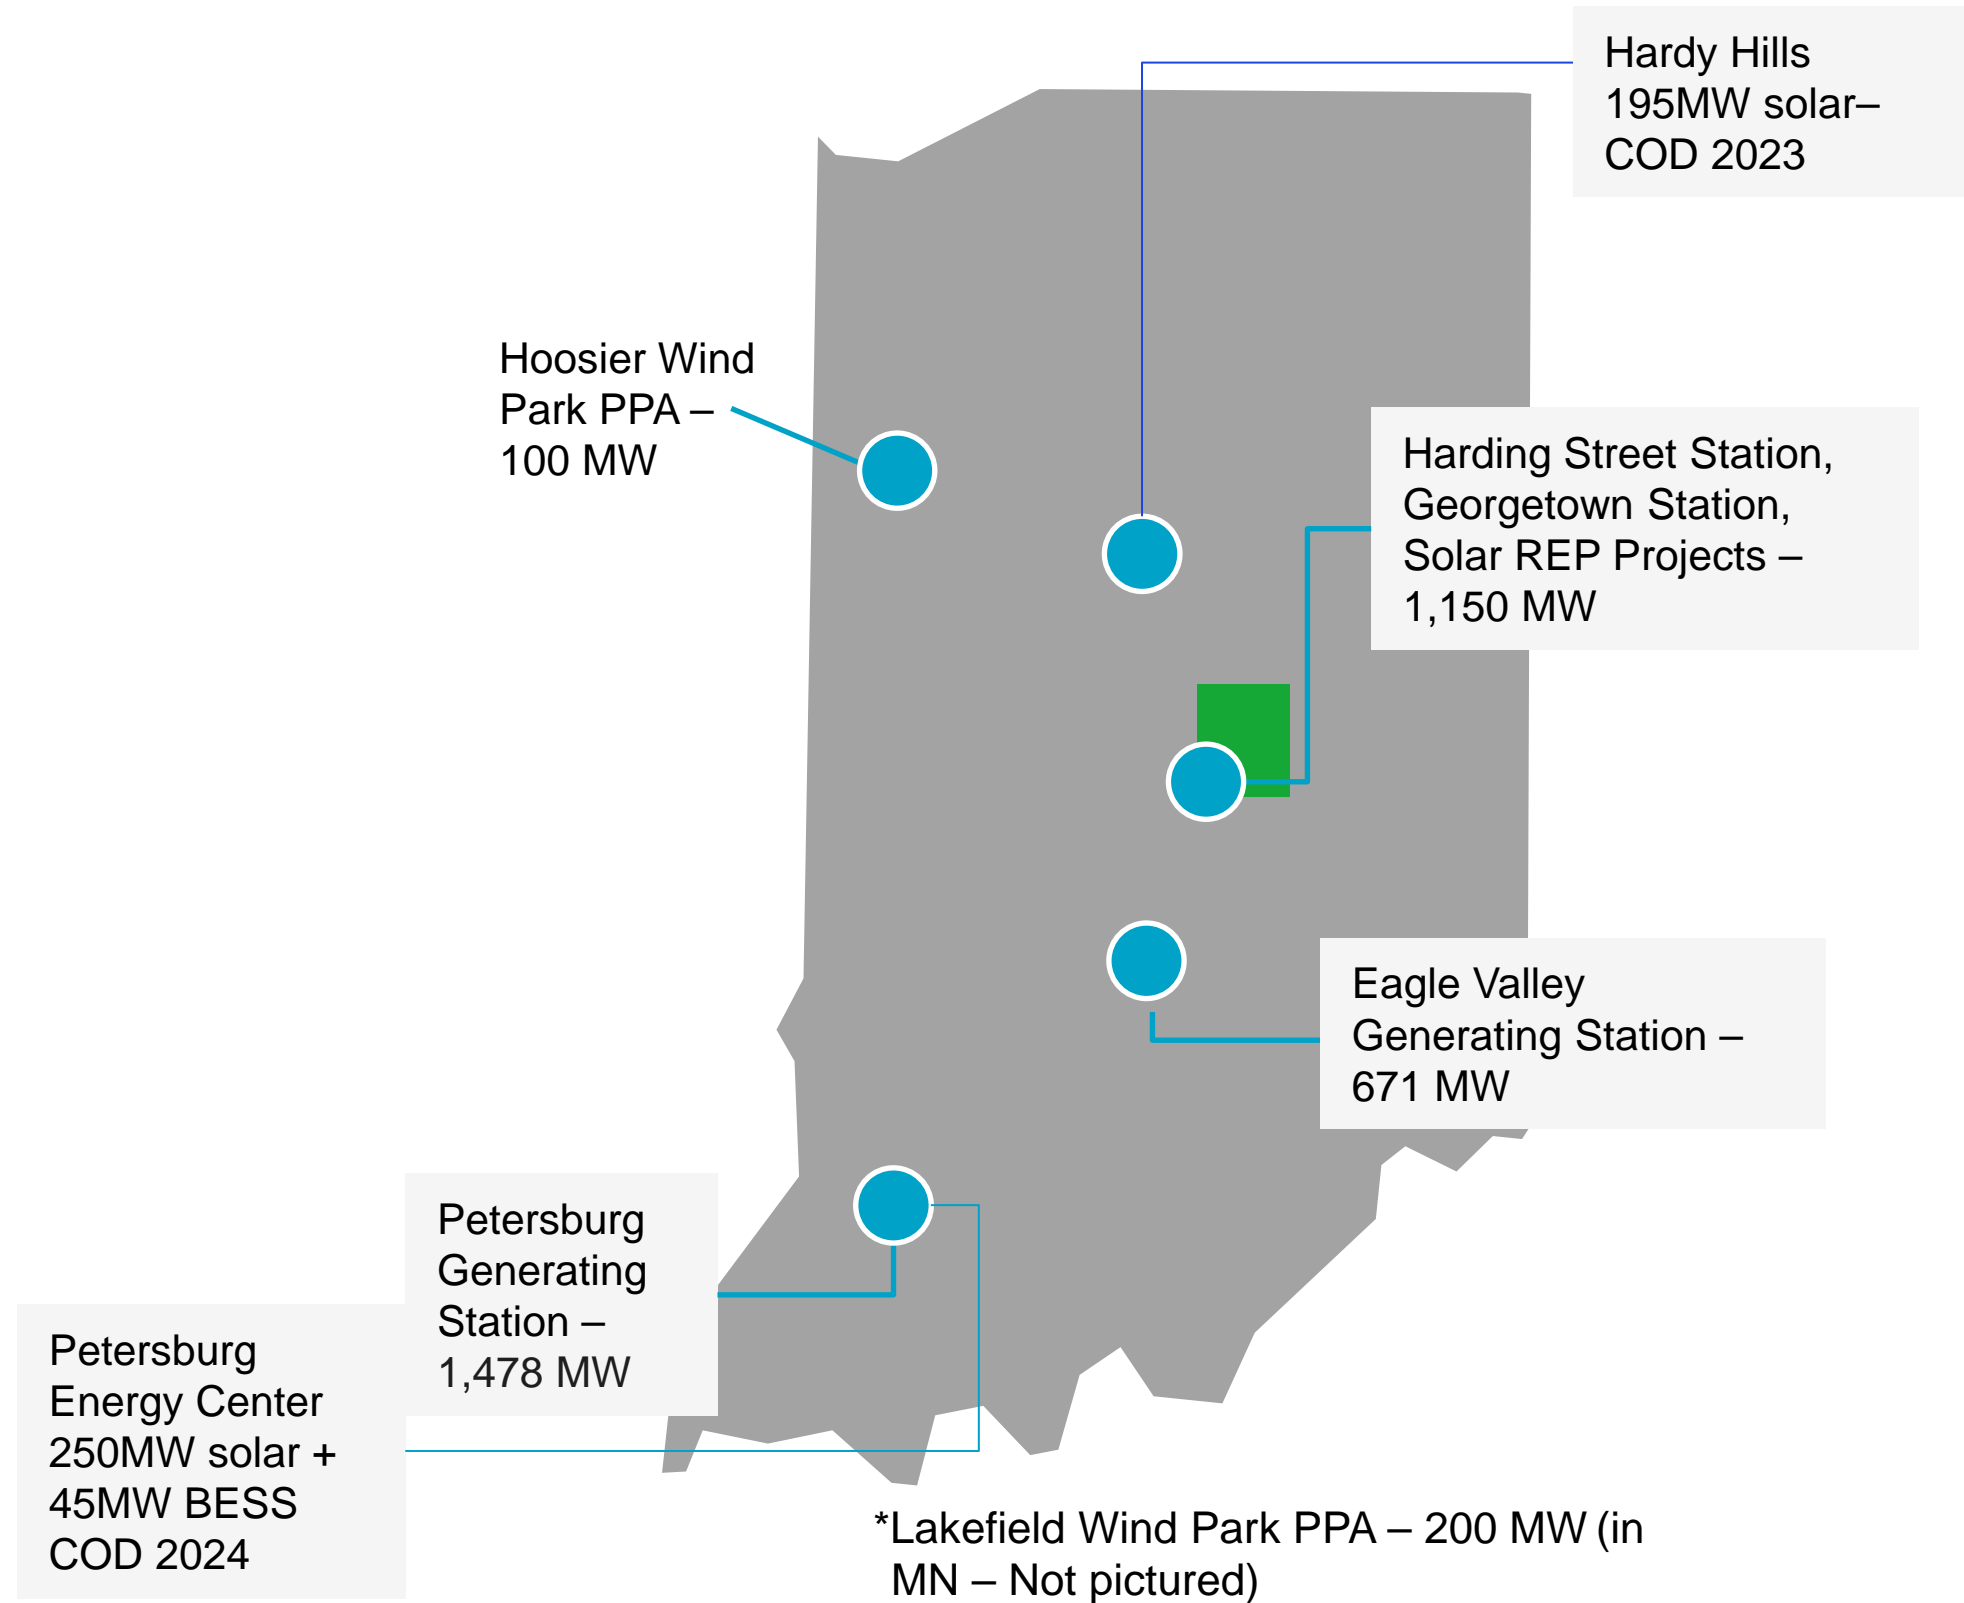 Hardy Hills
195MW solar–
COD 2023
Hoosier Wind
Park PPA –
100 MW
Harding Street Station,
Georgetown Station,
Solar REP Projects –
1,150 MW
Eagle Valley
Generating Station –
671 MW
Petersburg
Generating
Station –
1,478 MW
Petersburg
Energy Center
250MW solar +
45MW BESS
COD 2024
*Lakefield Wind Park PPA – 200 MW (in
MN – Not pictured)